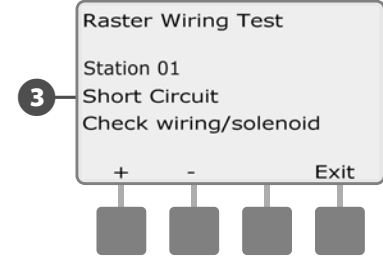 Raster Wiring Test
Station 01
3
Short Circuit
Check wiring/solenoid
+ - Exit